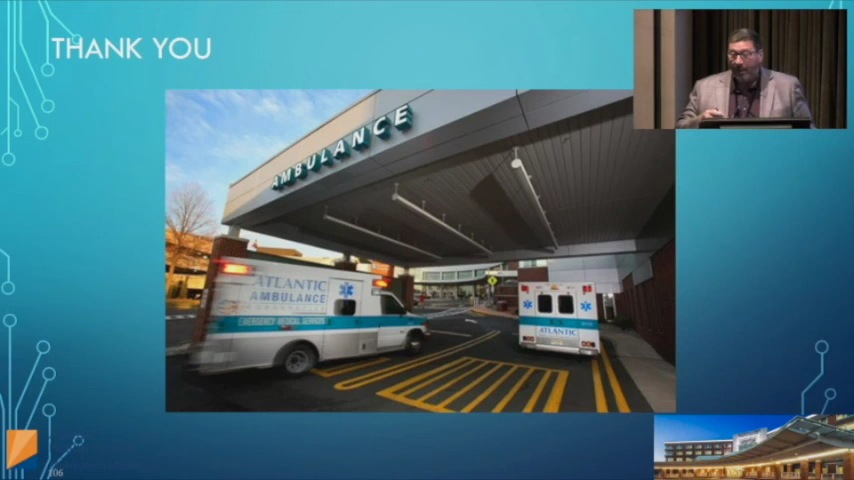 THANK YOU
AMBULANCE
ATLANTIC
AMBULANCE
EMERGENCY MEDICAL SERVICES
ATLANTIC
106